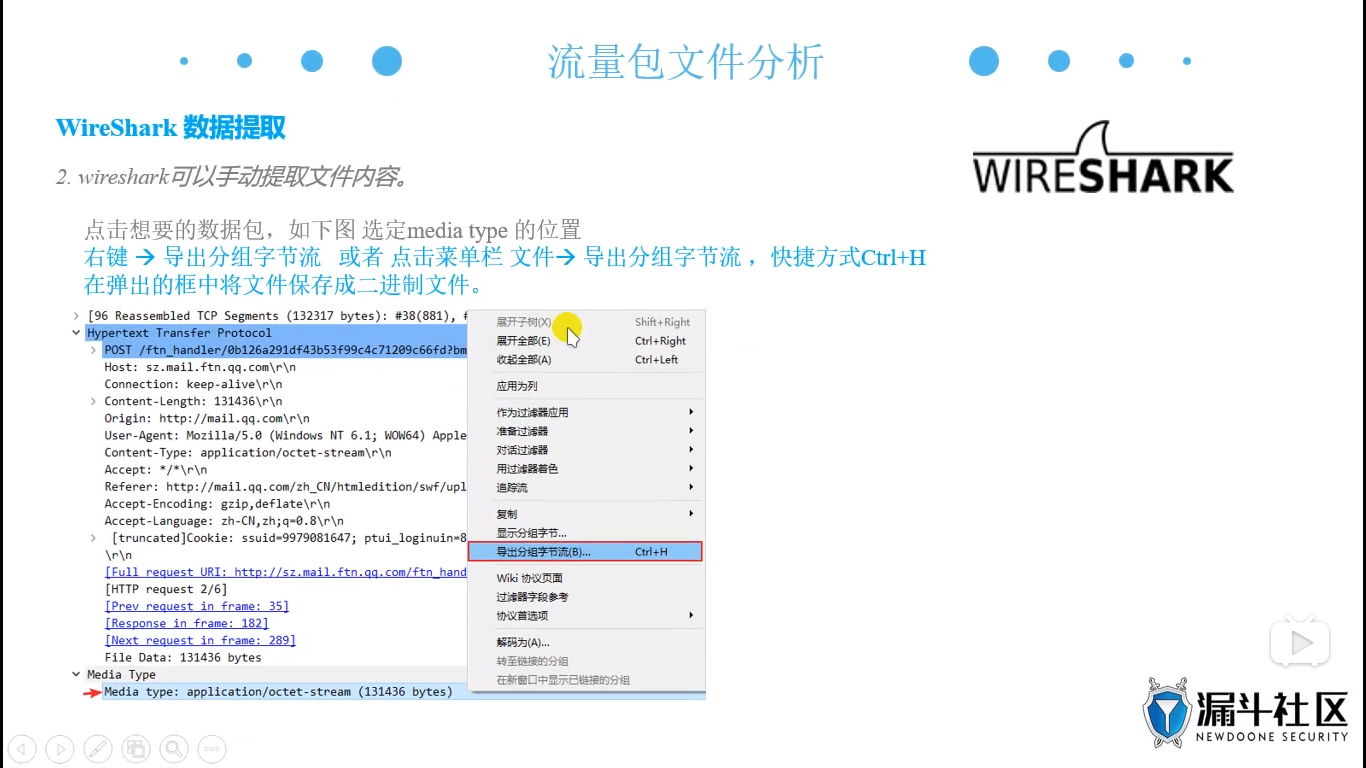 流量包文件分析
WireShark 数据提取
WIRESHARK
2. wireshark可以手动提取文件内容。
点击想要的数据包，如下图 选定media type 的位置
右键 → 导出分组字节流 或者 点击菜单栏 文件→ 导出分组字节流 ，快捷方式Ctrl+H
在弹出的框中将文件保存成二进制文件。
[96 Reassembled TCP Segments (132317 bytes): #38(881), #
Hypertext Transfer Protocol
POST /ftn_handler/0b126a291df43b53f99c4c71209c66fd?bm
Host: sz.mail.ftn.qq.com\r\n
Connection: keep-alive\r\n
Content-Length: 131436\r\n
Origin: http://mail.qq.com\r\n
User-Agent: Mozilla/5.0 (Windows NT 6.1; WOW64) Apple
Content-Type: application/octet-stream\r\n
Accept: */*\r\n
Referer: http://mail.qq.com/zh_CN/htmledition/swf/upl
Accept-Encoding: gzip,deflate\r\n
Accept-Language: zh-CN,zh;q=0.8\r\n
[truncated]Cookie: ssuid=9979081647; ptui_loginuin=8
\r\n
[Full request URI: http://sz.mail.ftn.qq.com/ftn_hand
[HTTP request 2/6]
[Prev request in frame: 35]
[Response in frame: 182]
[Next request in frame: 289]
File Data: 131436 bytes
Media Type
Media type: application/octet-stream (131436 bytes)
展开子树(X) Shift+Right
展开全部(E) Ctrl+Right
收起全部(A) Ctrl+Left
应用为列
作为过滤器应用
准备过滤器
对话过滤器
用过滤器着色
追踪流
复制
显示分组字节...
导出分组字节流(B)... Ctrl+H
Wiki 协议页面
过滤器字段参考
协议首选项
解码为(A)...
转至链接的分组
在新窗口中显示已链接的分组
漏斗社区
NEWDOONE SECURITY